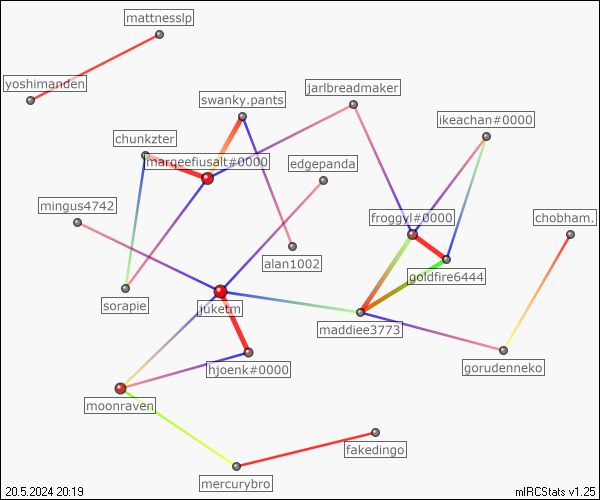 mattnesslp
yoshimanden
swanky.pants
jarlbreadmaker
ikeachan#0000
chunkzter
margeefiusalt#0000
edgepanda
mingus4742
froggyl#0000
chobham.
alan1002
goldfire6444
sorapie
juketm
maddiee3773
hjoenk#0000
gorudenneko
moonraven
fakedingo
mercurybro
20.5.2024 20:19
mIRCStats v1.25